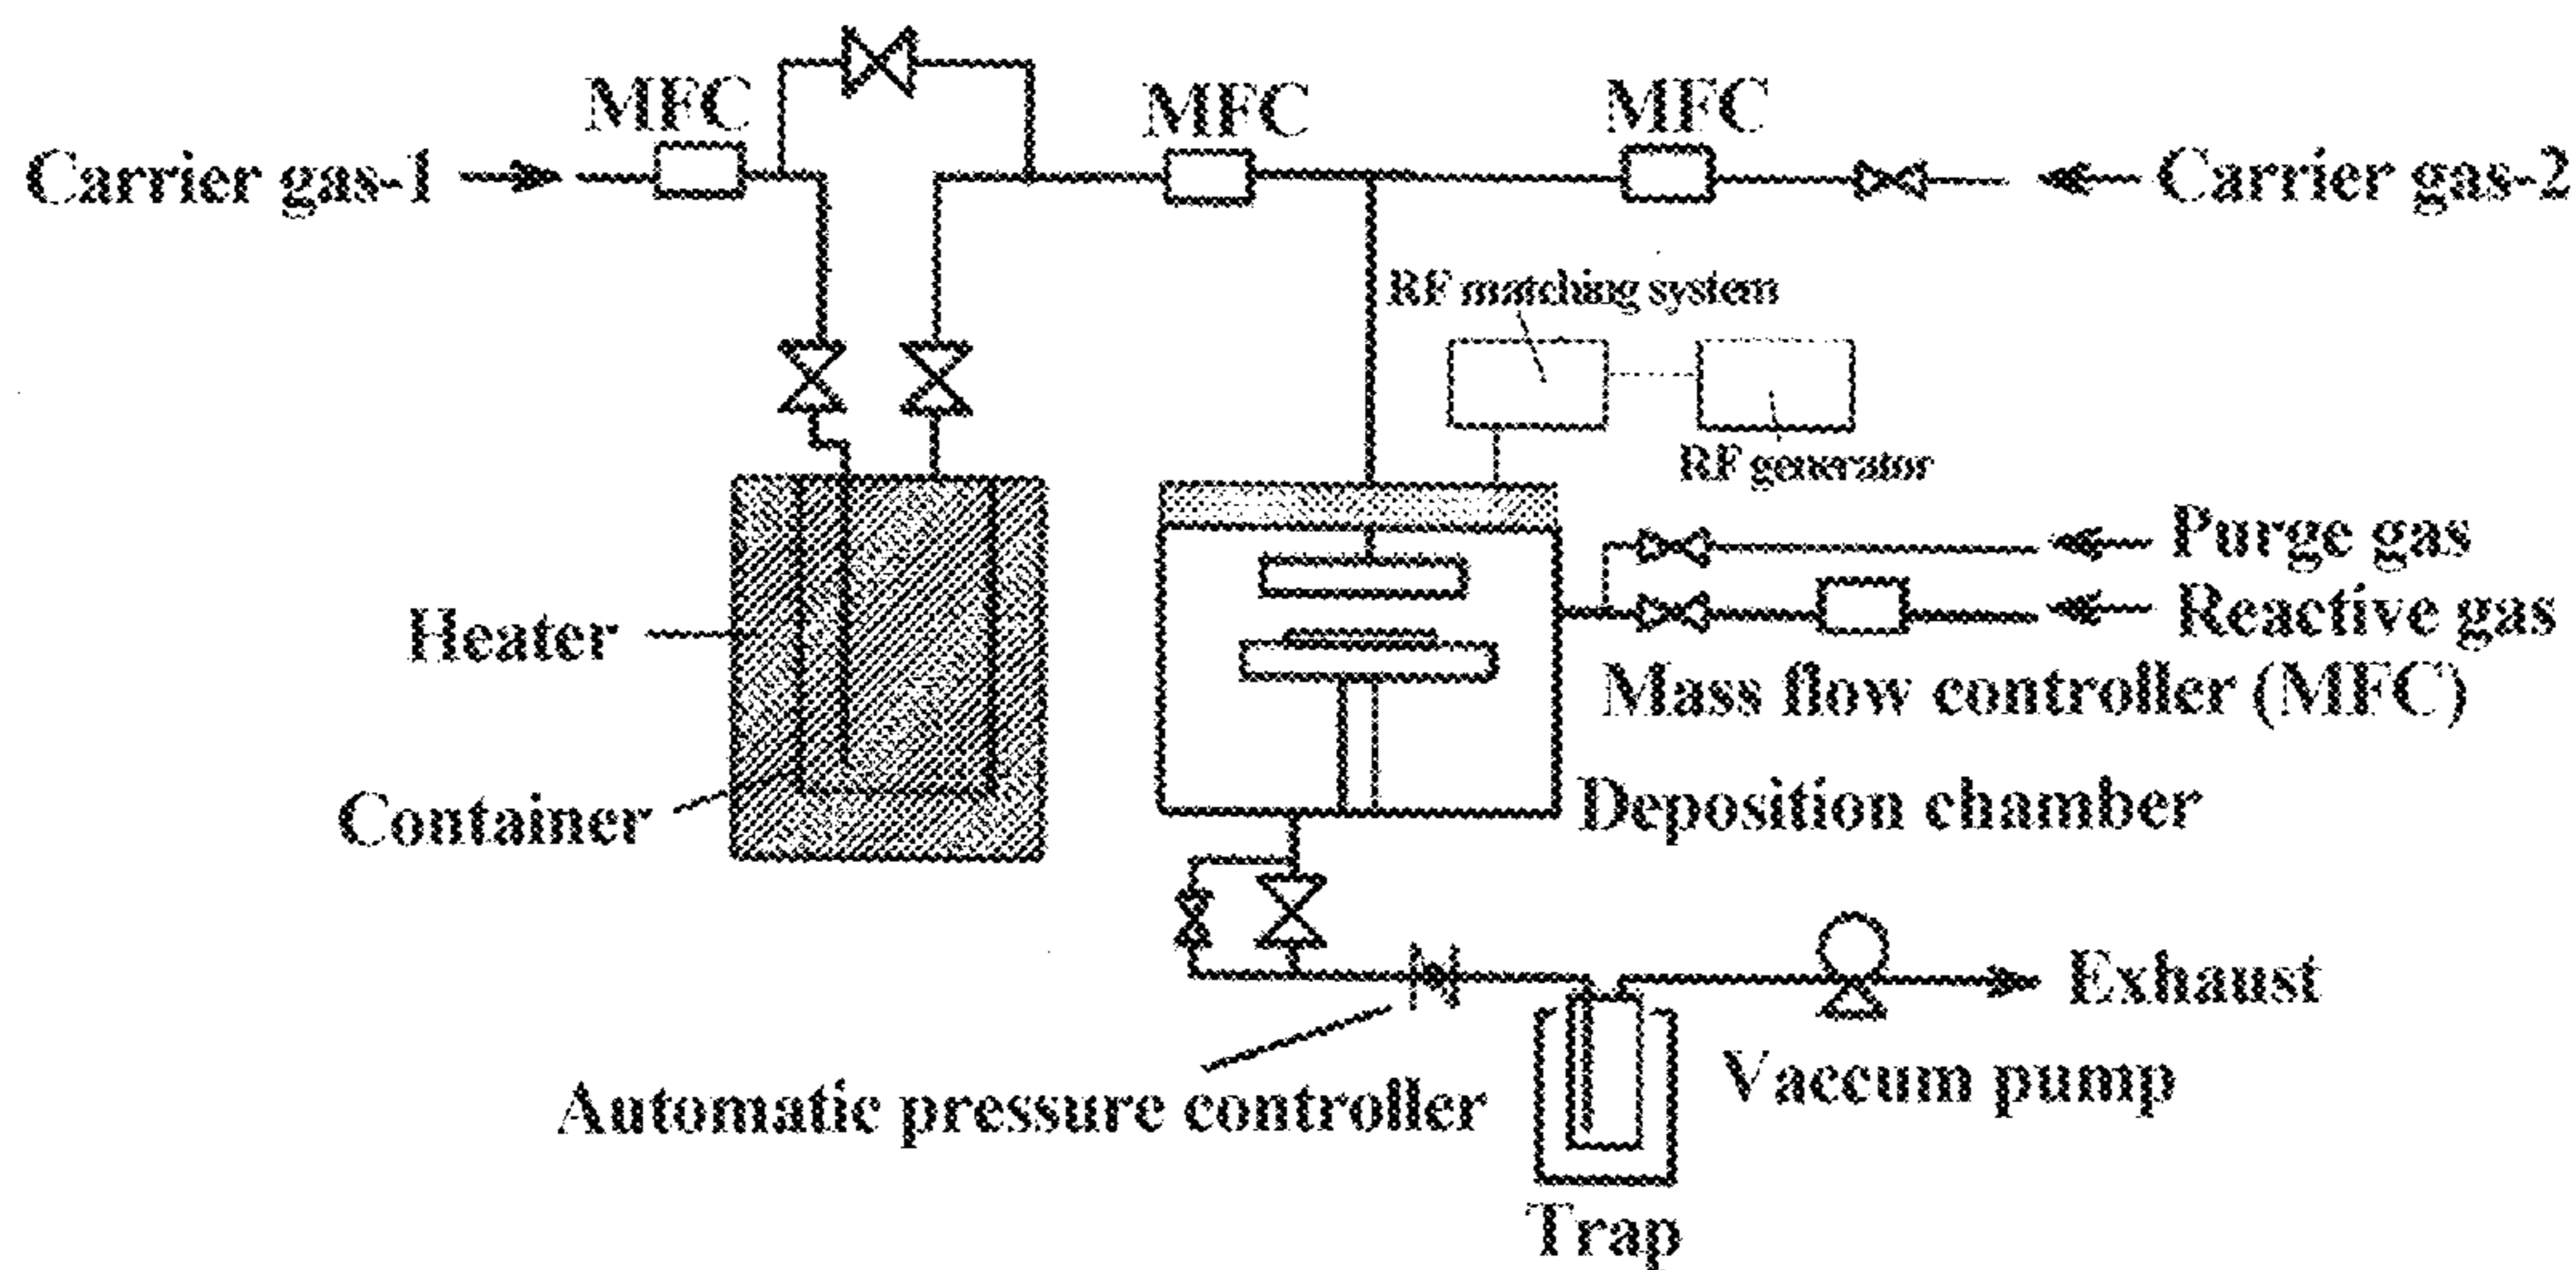 MFC
MFC
MFC
Carrier gas-1
Carrier gas-2
RF matching system
RF generator
Purge gas
Reactive gas
Heater
Mass flow controller (MFC)
Container
Deposition chamber
Exhaust
Automatic pressure controller
Vaccum pump
Trap